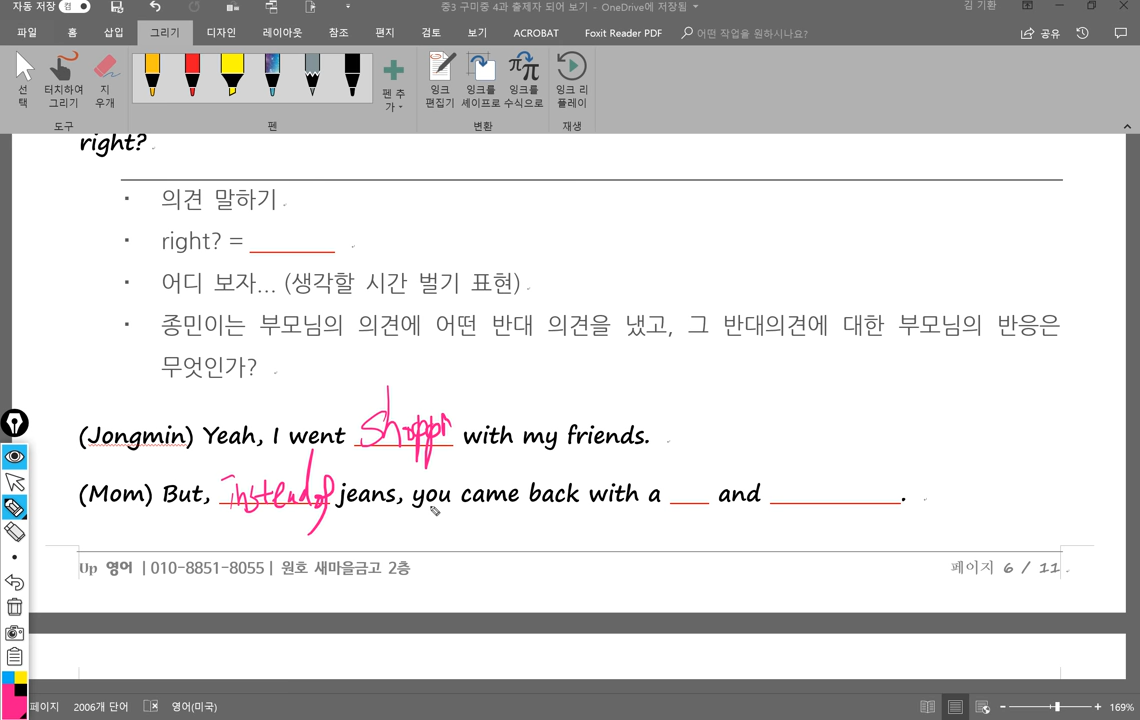 자동 저장 켬 중3 구미중 4과 출제자 되어 보기 - OneDrive에 저장됨 김 기환
파일 홈 삽입 그리기 디자인 레이아웃 참조 편지 검토 보기 ACROBAT Foxit Reader PDF 어떤 작업을 원하시나요? 공유
선택 터치하여 그리기 지우개 펜 추가 잉크 편집기 잉크를 셰이프로 잉크를 수식으로 잉크 리플레이
도구 펜 변환 재생
right?
· 의견 말하기
· right? = ________
· 어디 보자... (생각할 시간 벌기 표현)
· 종민이는 부모님의 의견에 어떤 반대 의견을 냈고, 그 반대의견에 대한 부모님의 반응은
무엇인가?
(Jongmin) Yeah, I went shoppi with my friends.
(Mom) But, instead of jeans, you came back with a ____ and ____________.
Up 영어 | 010-8851-8055 | 원호 새마을금고 2층 페이지 6 / 11
페이지 2006개 단어 영어(미국) 169%